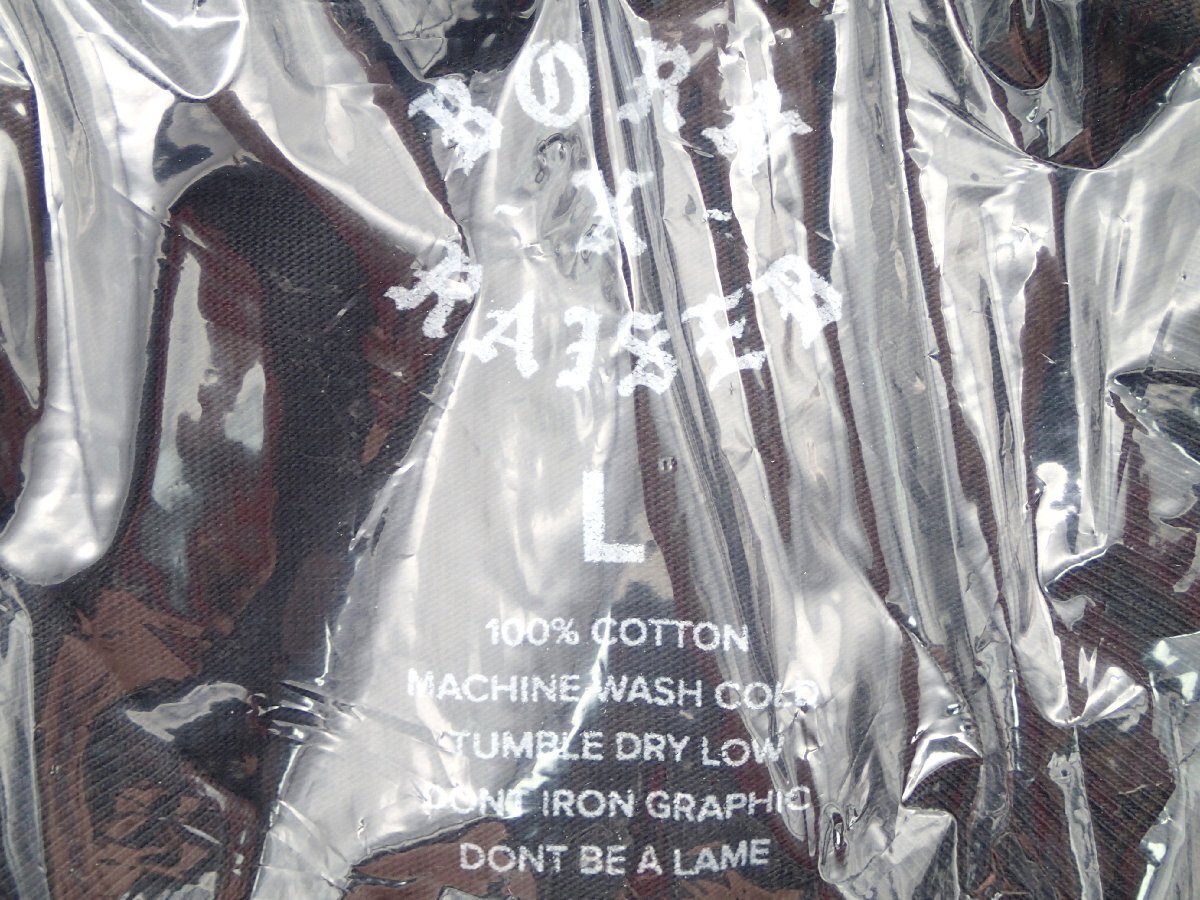 BORN
X
RAISED
L
100% COTTON
MACHINE WASH COLD
TUMBLE DRY LOW
DONT IRON GRAPHIC
DONT BE A LAME